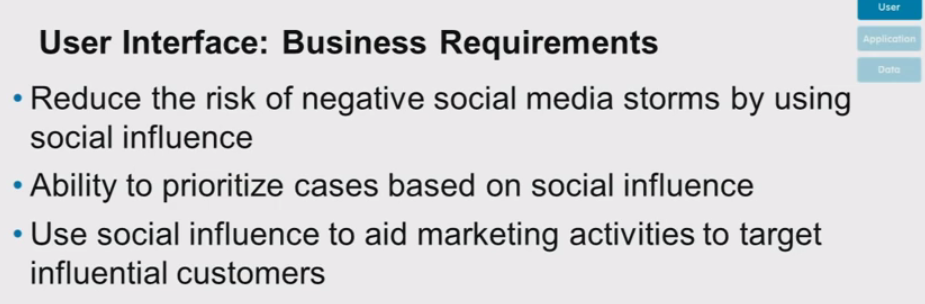 User
User Interface: Business Requirements
Application
Data
• Reduce the risk of negative social media storms by using
social influence
• Ability to prioritize cases based on social influence
• Use social influence to aid marketing activities to target
influential customers